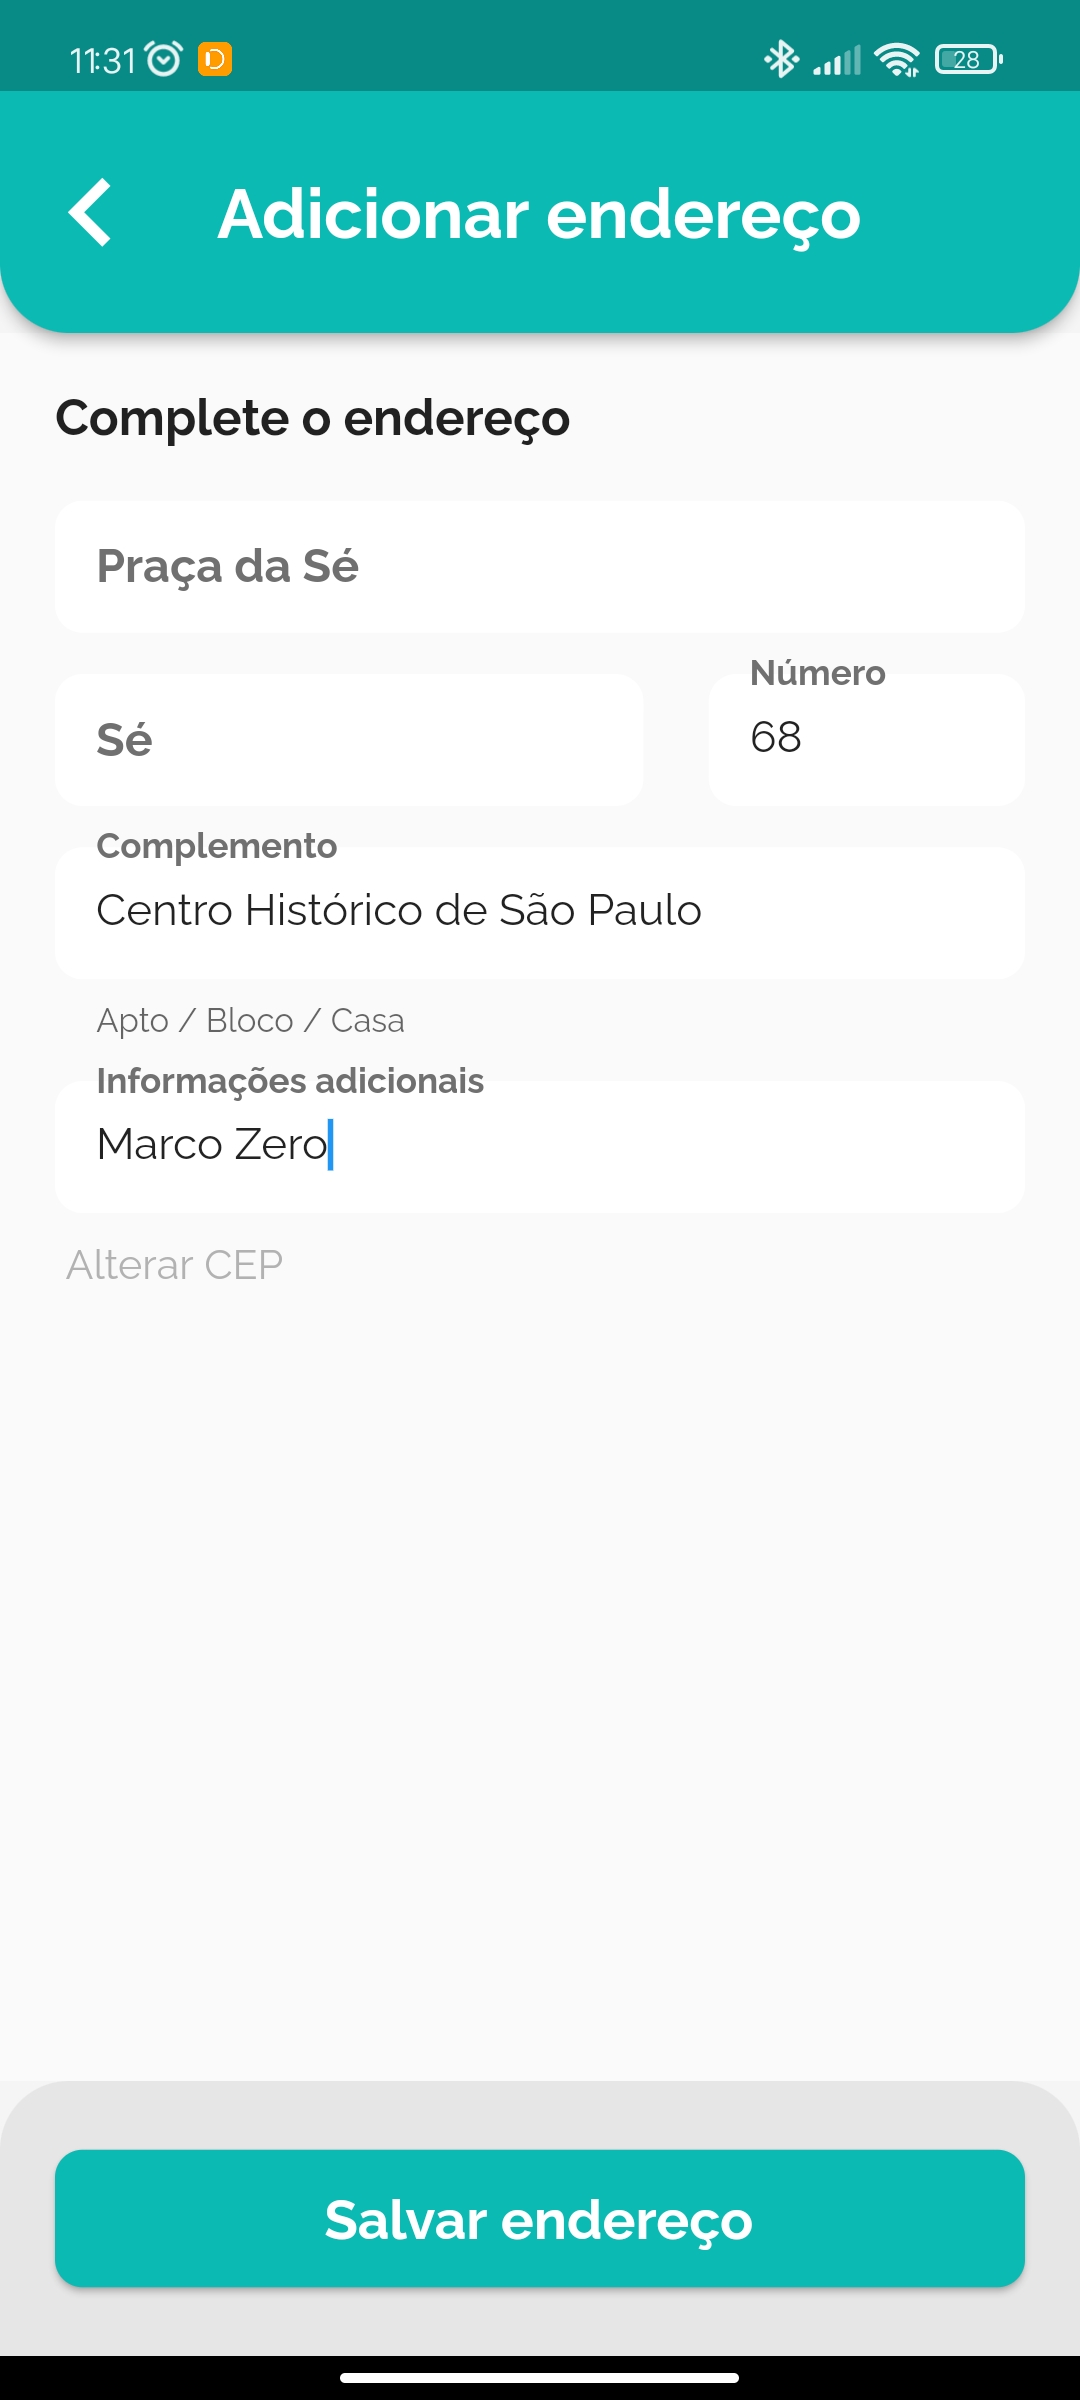 11:31
28
Adicionar endereço
Complete o endereço
Praça da Sé
Número
Sé
68
Complemento
Centro Histórico de São Paulo
Apto / Bloco / Casa
Informações adicionais
Marco Zero
Alterar CEP
Salvar endereço